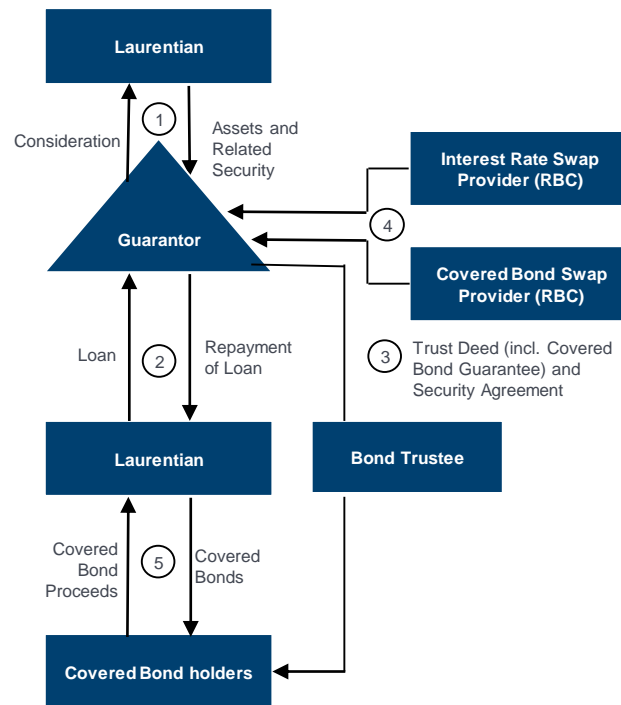 Laurentian
1
Consideration
Assets and
Related
Security
Interest Rate Swap
Provider (RBC)
4
Guarantor
Covered Bond Swap
Provider (RBC)
Loan
2
Repayment
of Loan
3
Trust Deed (incl. Covered
Bond Guarantee) and
Security Agreement
Laurentian
Bond Trustee
Covered
Bond
Proceeds
5
Covered
Bonds
Covered Bond holders